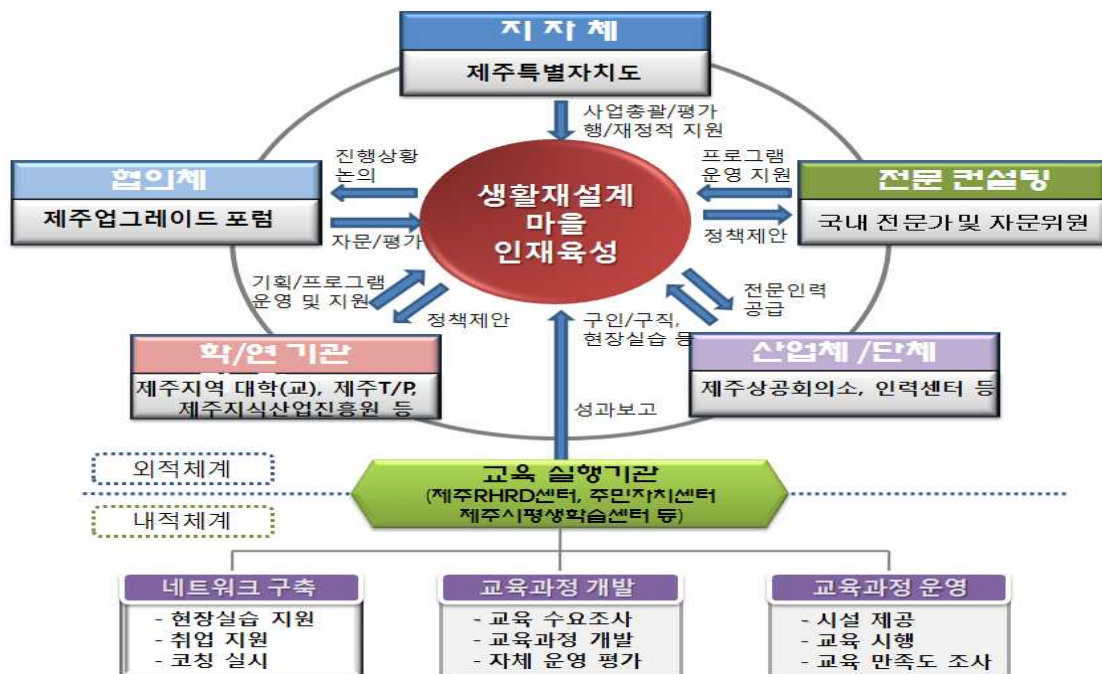 지 자 체
제주특별자치도
사업총괄/평가
행/재정적 지원
협의체
제주업그레이드 포럼
진행상황
논의
자문/평가
생활재설계
마을
인재육성
프로그램
운영 지원
정책제안
전문 컨설팅
국내 전문가 및 자문위원
기획/프로그램
운영 및 지원
정책제안
학/연 기관
제주지역 대학(교), 제주T/P,
제주지식산업진흥원 등
구인/구직,
현장실습 등
전문인력
공급
산업체 /단체
제주상공회의소, 인력센터 등
성과보고
외적체계
내적체계
교육 실행기관
(제주RHRD센터, 주민자치센터
제주시평생학습센터 등)
네트워크 구축
- 현장실습 지원
- 취업 지원
- 코칭 실시
교육과정 개발
- 교육 수요조사
- 교육과정 개발
- 자체 운영 평가
교육과정 운영
- 시설 제공
- 교육 시행
- 교육 만족도 조사